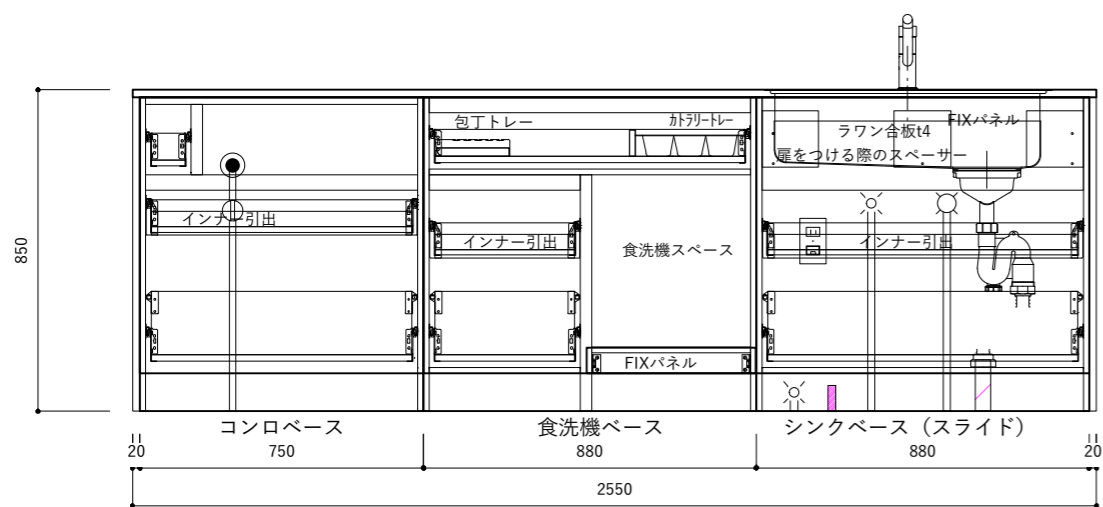 包丁トレー
カトラリートレー
FIXパネル
ラワン合板t4
扉をつける際のスペーサー
インナー引出
インナー引出
食洗機スペース
インナー引出
850
FIXパネル
コンロベース
食洗機ベース
シンクベース（スライド）
20
750
880
880
20
2550